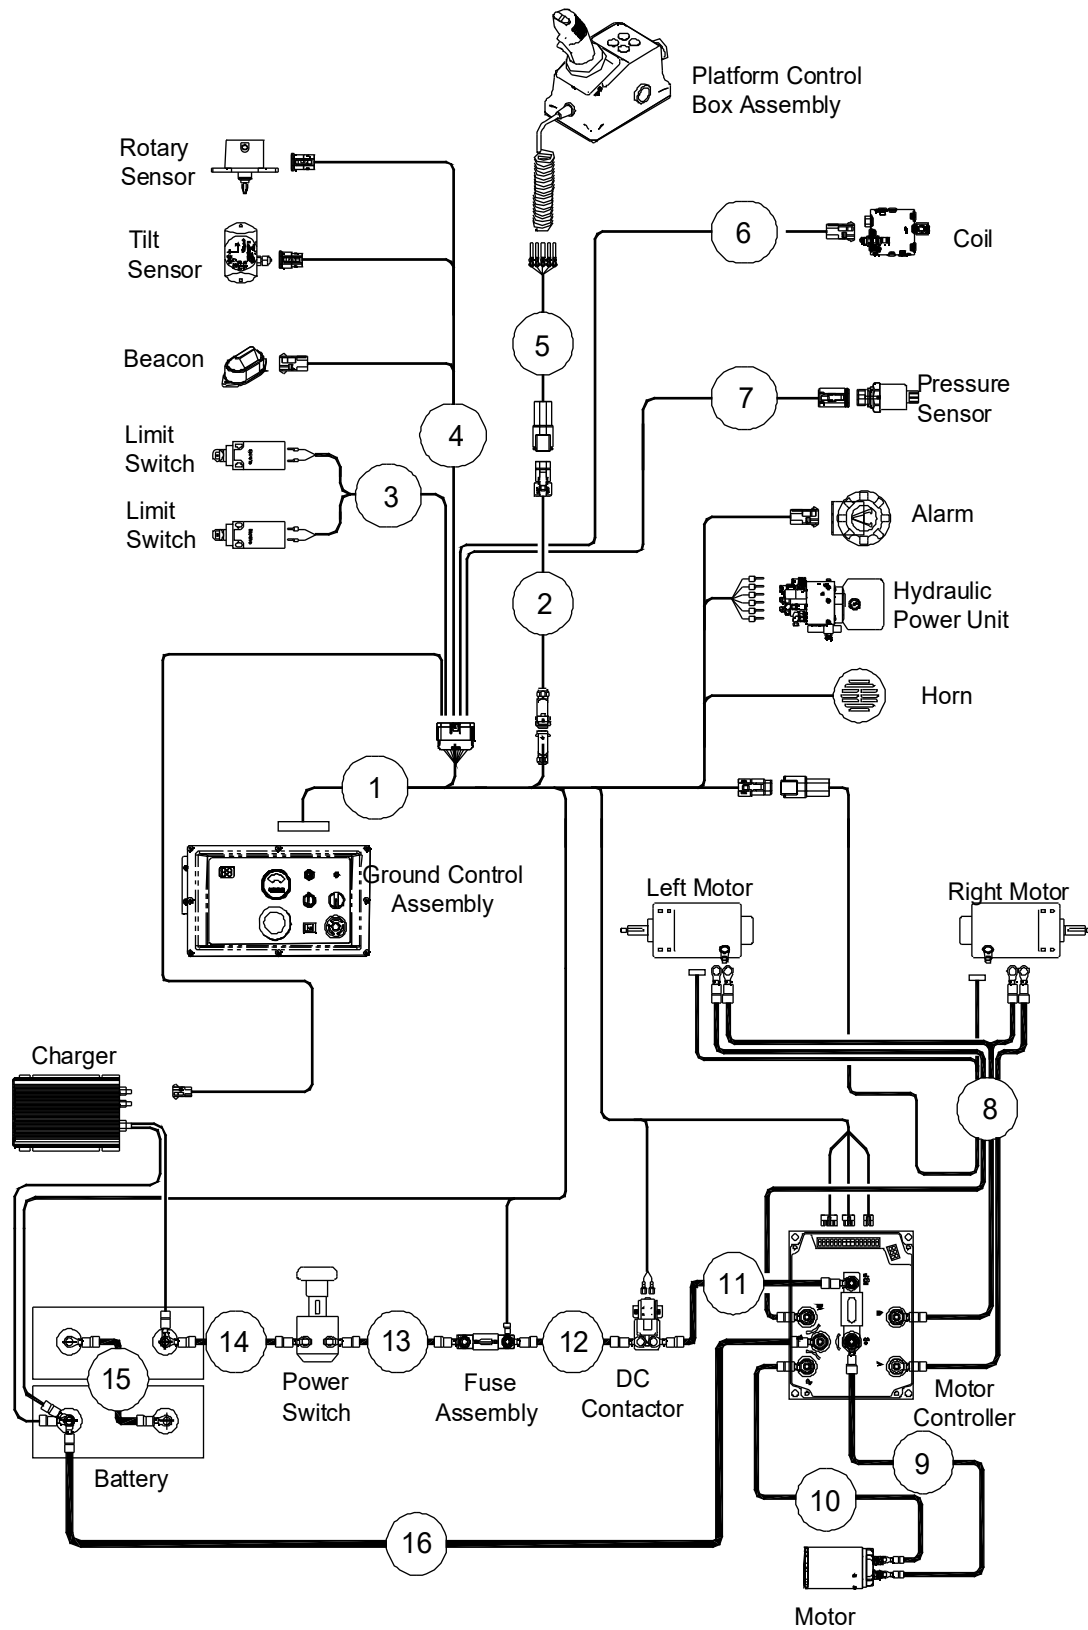 Platform Control
Box Assembly
Rotary
Sensor
6
Tilt
Sensor
Coil
5
Beacon
7
Pressure
Sensor
4
Limit
Switch
3
Limit
Switch
Alarm
2
Hydraulic
Power Unit
Horn
1
Ground Control
Assembly
Left Motor
Right Motor
Charger
8
11
14
13
12
15
Power
Switch
Fuse
Assembly
DC
Contactor
Motor
Controller
Battery
9
10
16
Motor